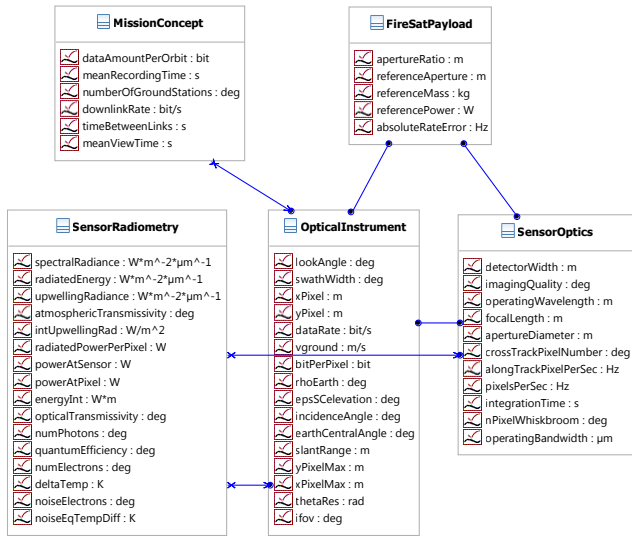 MissionConcept
dataAmountPerOrbit : bit
meanRecordingTime : s
numberOfGroundStations : deg
downlinkRate : bit/s
timeBetweenLinks : s
meanViewTime : s
FireSatPayload
apertureRatio : m
referenceAperture : m
referenceMass : kg
referencePower : W
absoluteRateError : Hz
SensorRadiometry
spectralRadiance : W*m^-2*µm^-1
radiatedEnergy : W*m^-2*µm^-1
upwellingRadiance : W*m^-2*µm^-1
atmosphericTransmissivity : deg
intUpwellingRad : W/m^2
radiatedPowerPerPixel : W
powerAtSensor : W
powerAtPixel : W
energyInt : W*m
opticalTransmissivity : deg
numPhotons : deg
quantumEfficiency : deg
numElectrons : deg
deltaTemp : K
noiseElectrons : deg
noiseEqTempDiff : K
OpticalInstrument
lookAngle : deg
swathWidth : deg
xPixel : m
yPixel : m
dataRate : bit/s
vground : m/s
bitPerPixel : bit
rhoEarth : deg
epsSCelevation : deg
incidenceAngle : deg
earthCentralAngle : deg
slantRange : m
yPixelMax : m
xPixelMax : m
thetaRes : rad
ifov : deg
SensorOptics
detectorWidth : m
imagingQuality : deg
operatingWavelength : m
focalLength : m
apertureDiameter : m
crossTrackPixelNumber : deg
alongTrackPixelPerSec : Hz
pixelsPerSec : Hz
integrationTime : s
nPixelWhiskbroom : deg
operatingBandwidth : µm